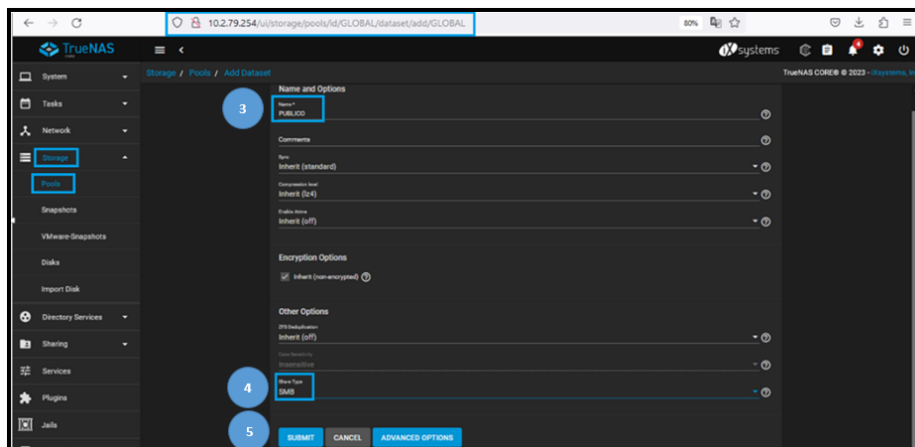 10.2.79.254/ui/storage/pools/id/GLOBAL/dataset/add/GLOBAL
80%
TrueNAS
CORE
iXsystems
System
Storage / Pools / Add Dataset
TrueNAS CORE® © 2023 - iXsystems, In
Name and Options
Tasks
3
Name *
PUBLICO
Network
Comments
Storage
Sync
Inherit (standard)
Pools
Compression level
Inherit (lz4)
Snapshots
Enable Atime
Inherit (off)
VMware-Snapshots
Disks
Encryption Options
Inherit (non-encrypted)
Import Disk
Other Options
Directory Services
ZFS Deduplication
Inherit (off)
Sharing
Case Sensitivity
Insensitive
Services
4
Share Type
SMB
Plugins
Jails
5
SUBMIT
CANCEL
ADVANCED OPTIONS